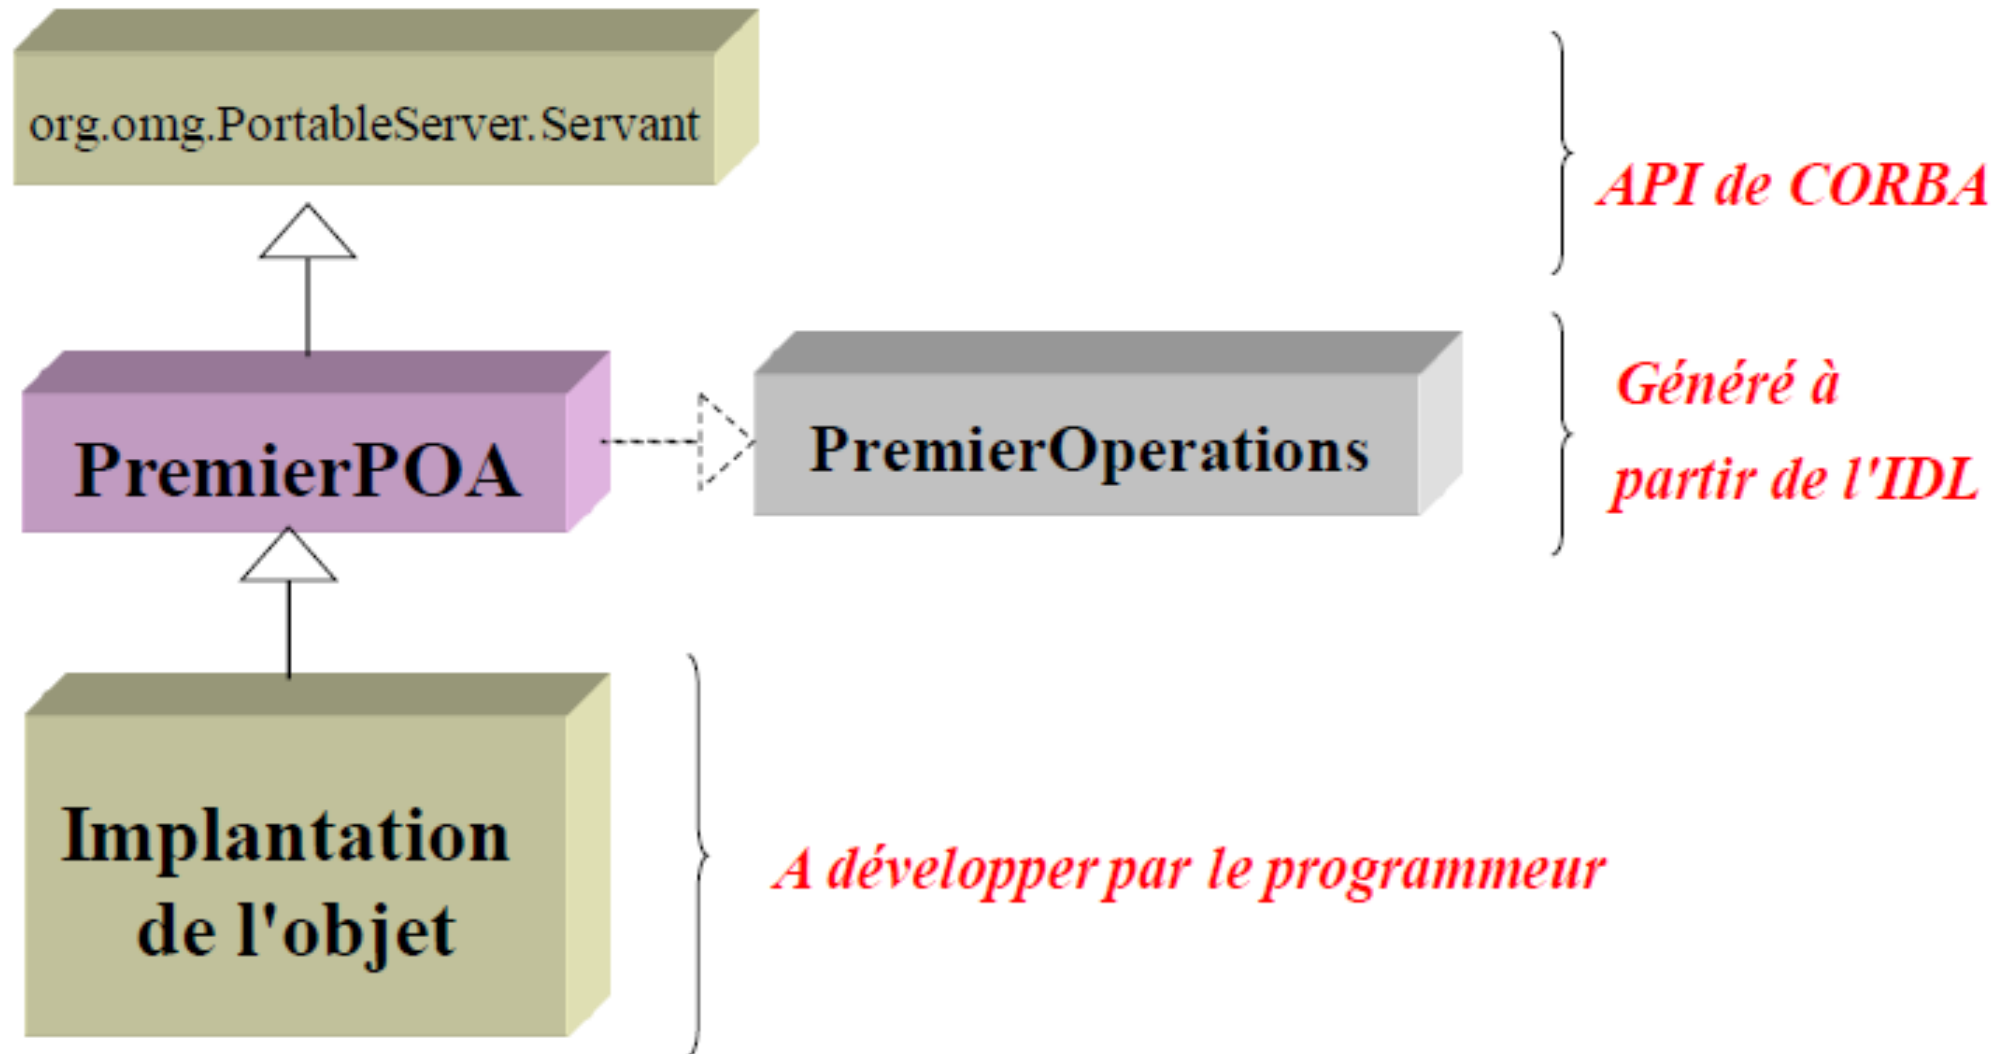 org.omg.PortableServer.Servant
API de CORBA
PremierPOA
PremierOperations
Généré à
partir de l'IDL
Implantation
de l'objet
A développer par le programmeur